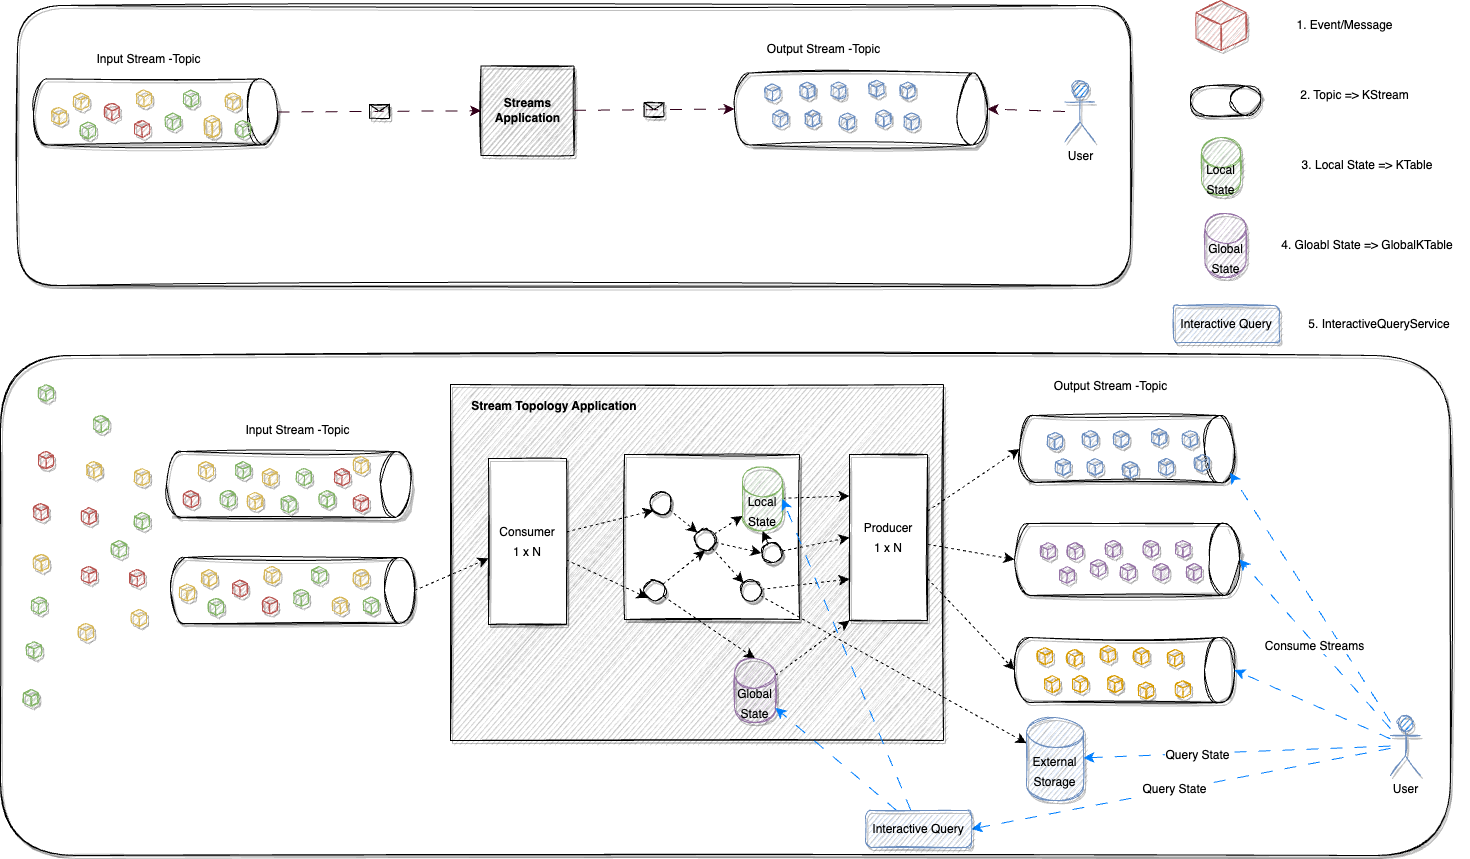 Input Stream -Topic
Output Stream -Topic
Streams
Application
User
1. Event/Message
2. Topic => KStream
Local
State
3. Local State => KTable
Global
State
4. Gloabl State => GlobalKTable
Interactive Query
5. InteractiveQueryService
Stream Topology Application
Output Stream -Topic
Input Stream -Topic
Consumer
1 x N
Local
State
Producer
1 x N
Global
State
Consume Streams
External
Storage
Query State
Query State
User
Interactive Query